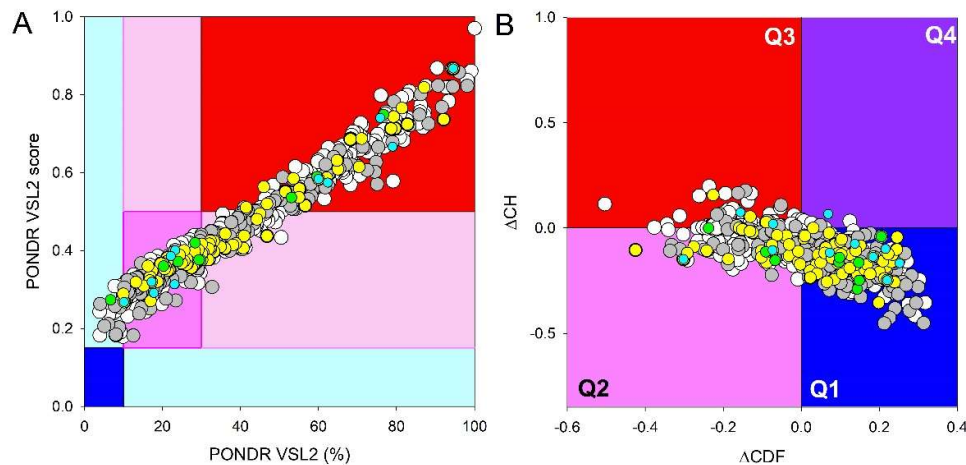 A
PONDR VSL2 score
1.0
0.8
0.6
0.4
0.2
0.0
0 20 40 60 80 100
PONDR VSL2 (%)
B
ΔCH
1.0
0.5
0.0
-0.5
Q3 Q4
Q2 Q1
-0.6 -0.4 -0.2 0.0 0.2 0.4
ΔCDF